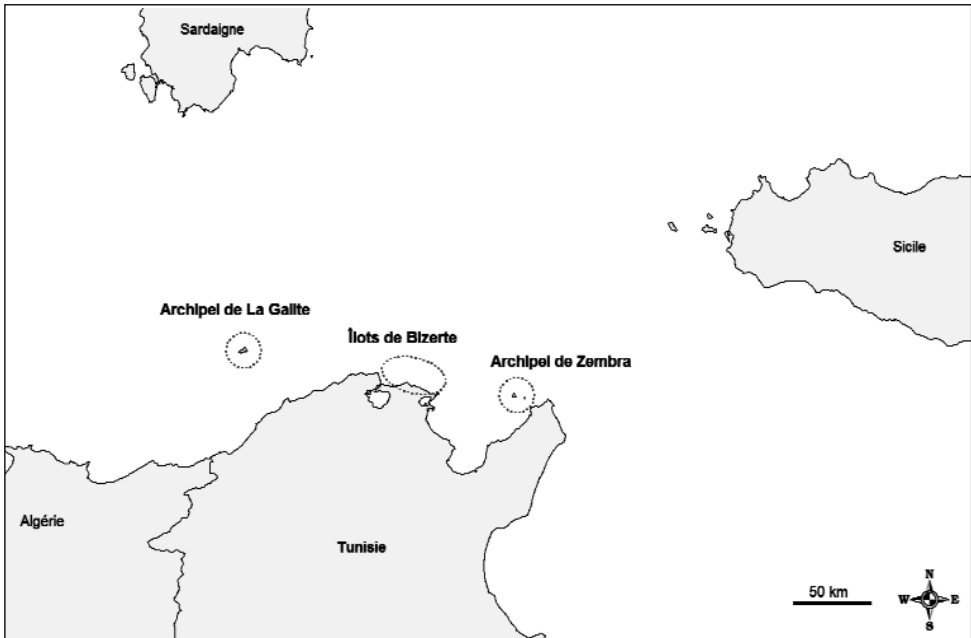 Sardaigne
Sicile
Archipel de La Galite
Îlots de Bizerte
Archipel de Zembra
Algérie
Tunisie
50 km
N
W E
S